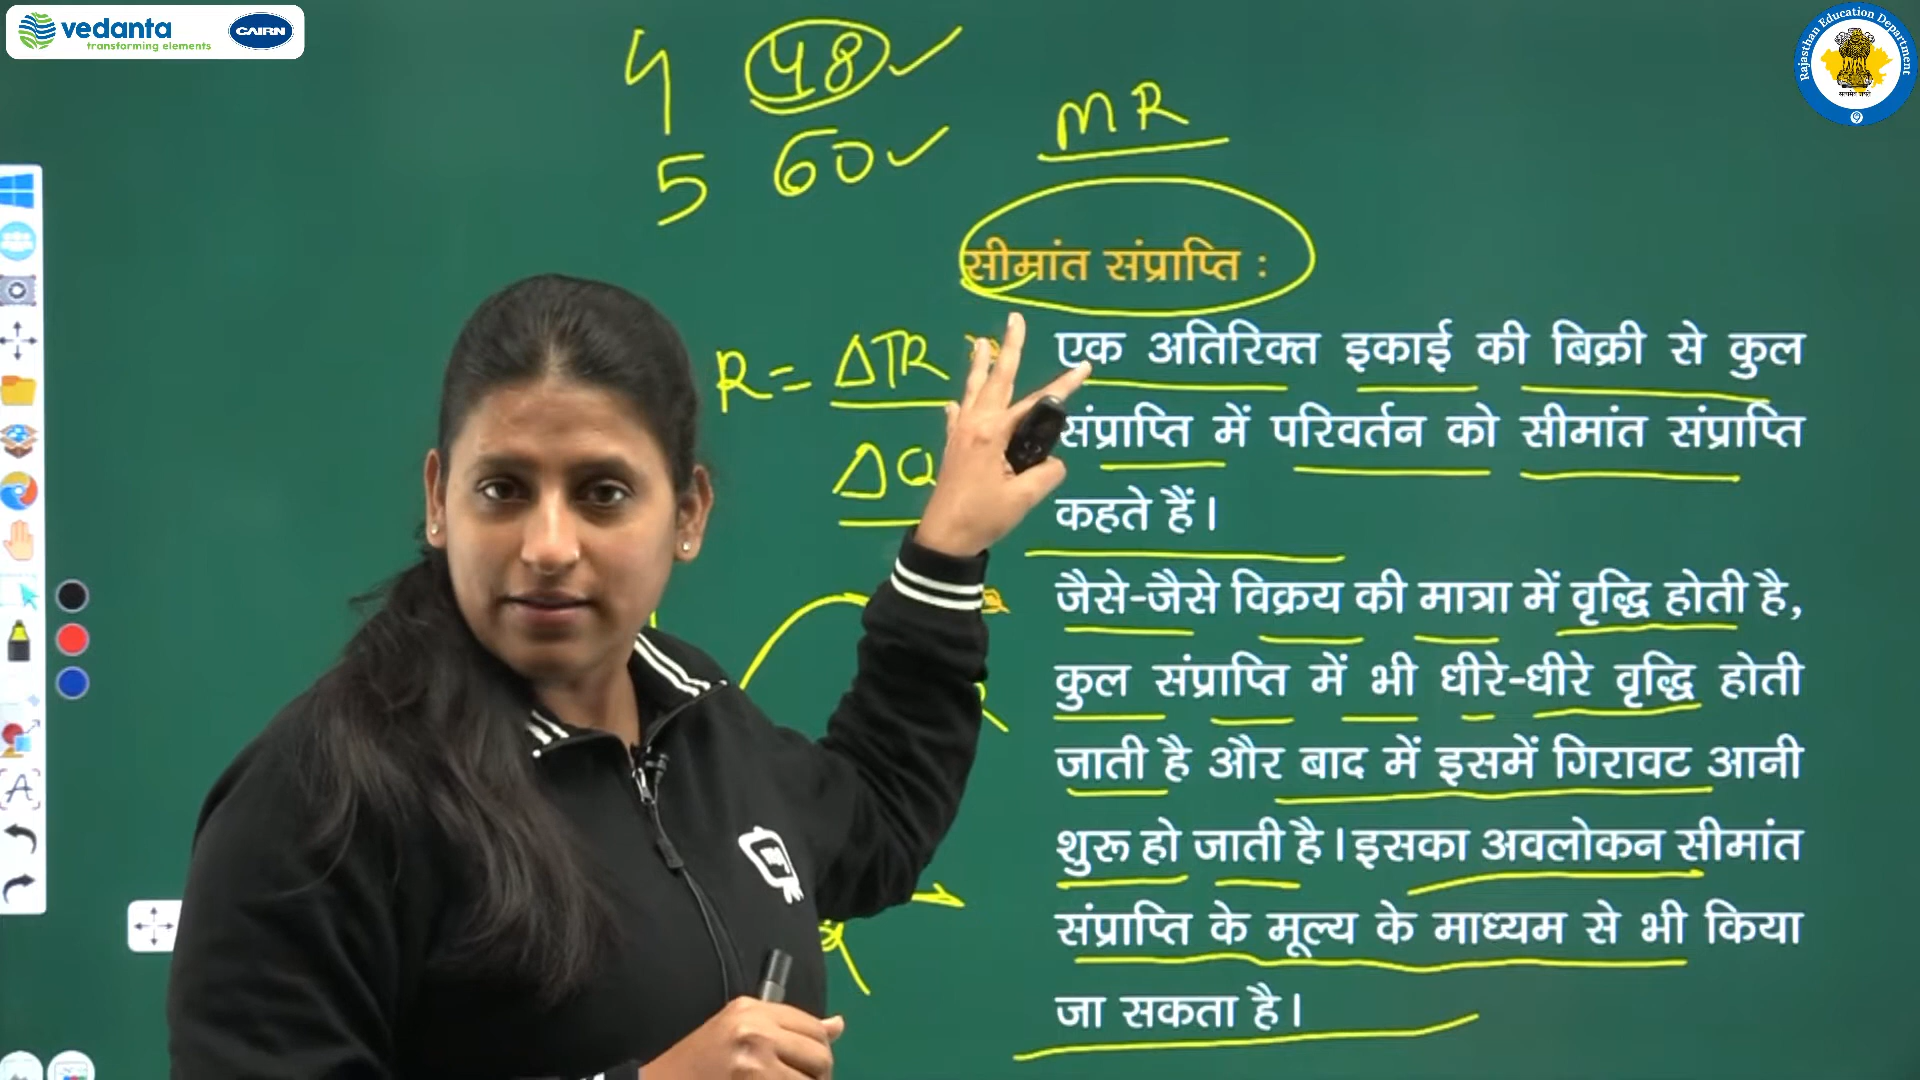 vedanta
transforming elements
CAIRN
Rajasthan Education Department
4 48 ✓
5 60 ✓
MR
सीमांत संप्राप्ति :
R = ΔTR
ΔQ
एक अतिरिक्त इकाई की बिक्री से कुल
संप्राप्ति में परिवर्तन को सीमांत संप्राप्ति
कहते हैं।
जैसे-जैसे विक्रय की मात्रा में वृद्धि होती है,
कुल संप्राप्ति में भी धीरे-धीरे वृद्धि होती
जाती है और बाद में इसमें गिरावट आनी
शुरू हो जाती है। इसका अवलोकन सीमांत
संप्राप्ति के मूल्य के माध्यम से भी किया
जा सकता है।